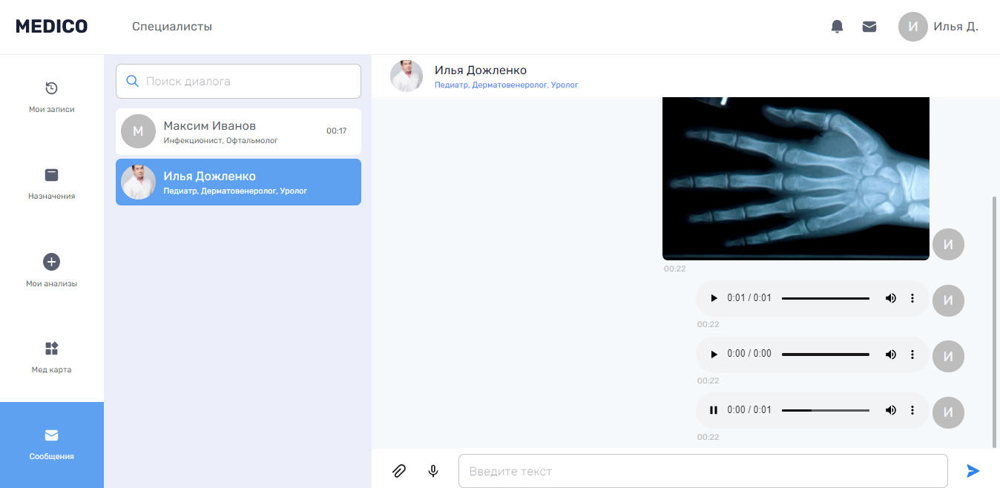 MEDICO
Специалисты
И
Илья Д.
Мои записи
Назначения
Мои анализы
Мед карта
Сообщения
Поиск диалога
М
Максим Иванов
Инфекционист, Офтальмолог
00:17
Илья Дожленко
Педиатр, Дерматовенеролог, Уролог
Илья Дожленко
Педиатр, Дерматовенеролог, Уролог
И
00:22
0:01 / 0:01
И
00:22
0:00 / 0:00
И
00:22
0:00 / 0:01
И
00:22
Введите текст